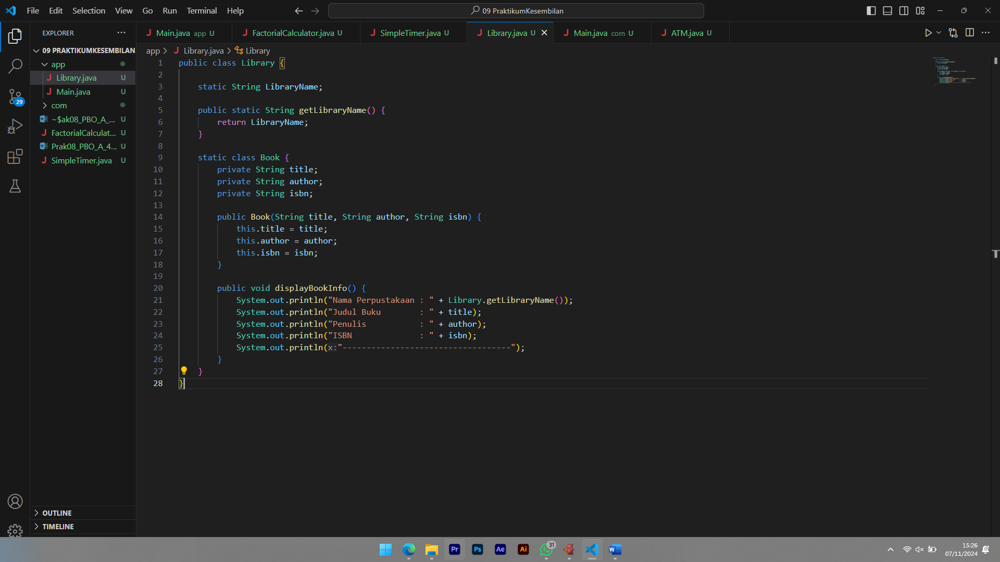 File Edit Selection View Go Run Terminal Help
09 PraktikumKesembilan
EXPLORER
09 PRAKTIKUMKESEMBILAN
app
Library.java U
Main.java U
com
~$ak08_PBO_A_... U
FactorialCalculat... U
Prak08_PBO_A_4... U
SimpleTimer.java U
29
OUTLINE
TIMELINE
Main.java app U
FactorialCalculator.java U
SimpleTimer.java U
Library.java U
Main.java com U
ATM.java U
app > Library.java > Library
1 public class Library {
2
3 static String LibraryName;
4
5 public static String getLibraryName() {
6 return LibraryName;
7 }
8
9 static class Book {
10 private String title;
11 private String author;
12 private String isbn;
13
14 public Book(String title, String author, String isbn) {
15 this.title = title;
16 this.author = author;
17 this.isbn = isbn;
18 }
19
20 public void displayBookInfo() {
21 System.out.println("Nama Perpustakaan : " + Library.getLibraryName());
22 System.out.println("Judul Buku        : " + title);
23 System.out.println("Penulis           : " + author);
24 System.out.println("ISBN              : " + isbn);
25 System.out.println(x:"-----------------------------------");
26 }
27 }
28 }
Pr
Ps
Ae
Ai
31
W
15:26
07/11/2024